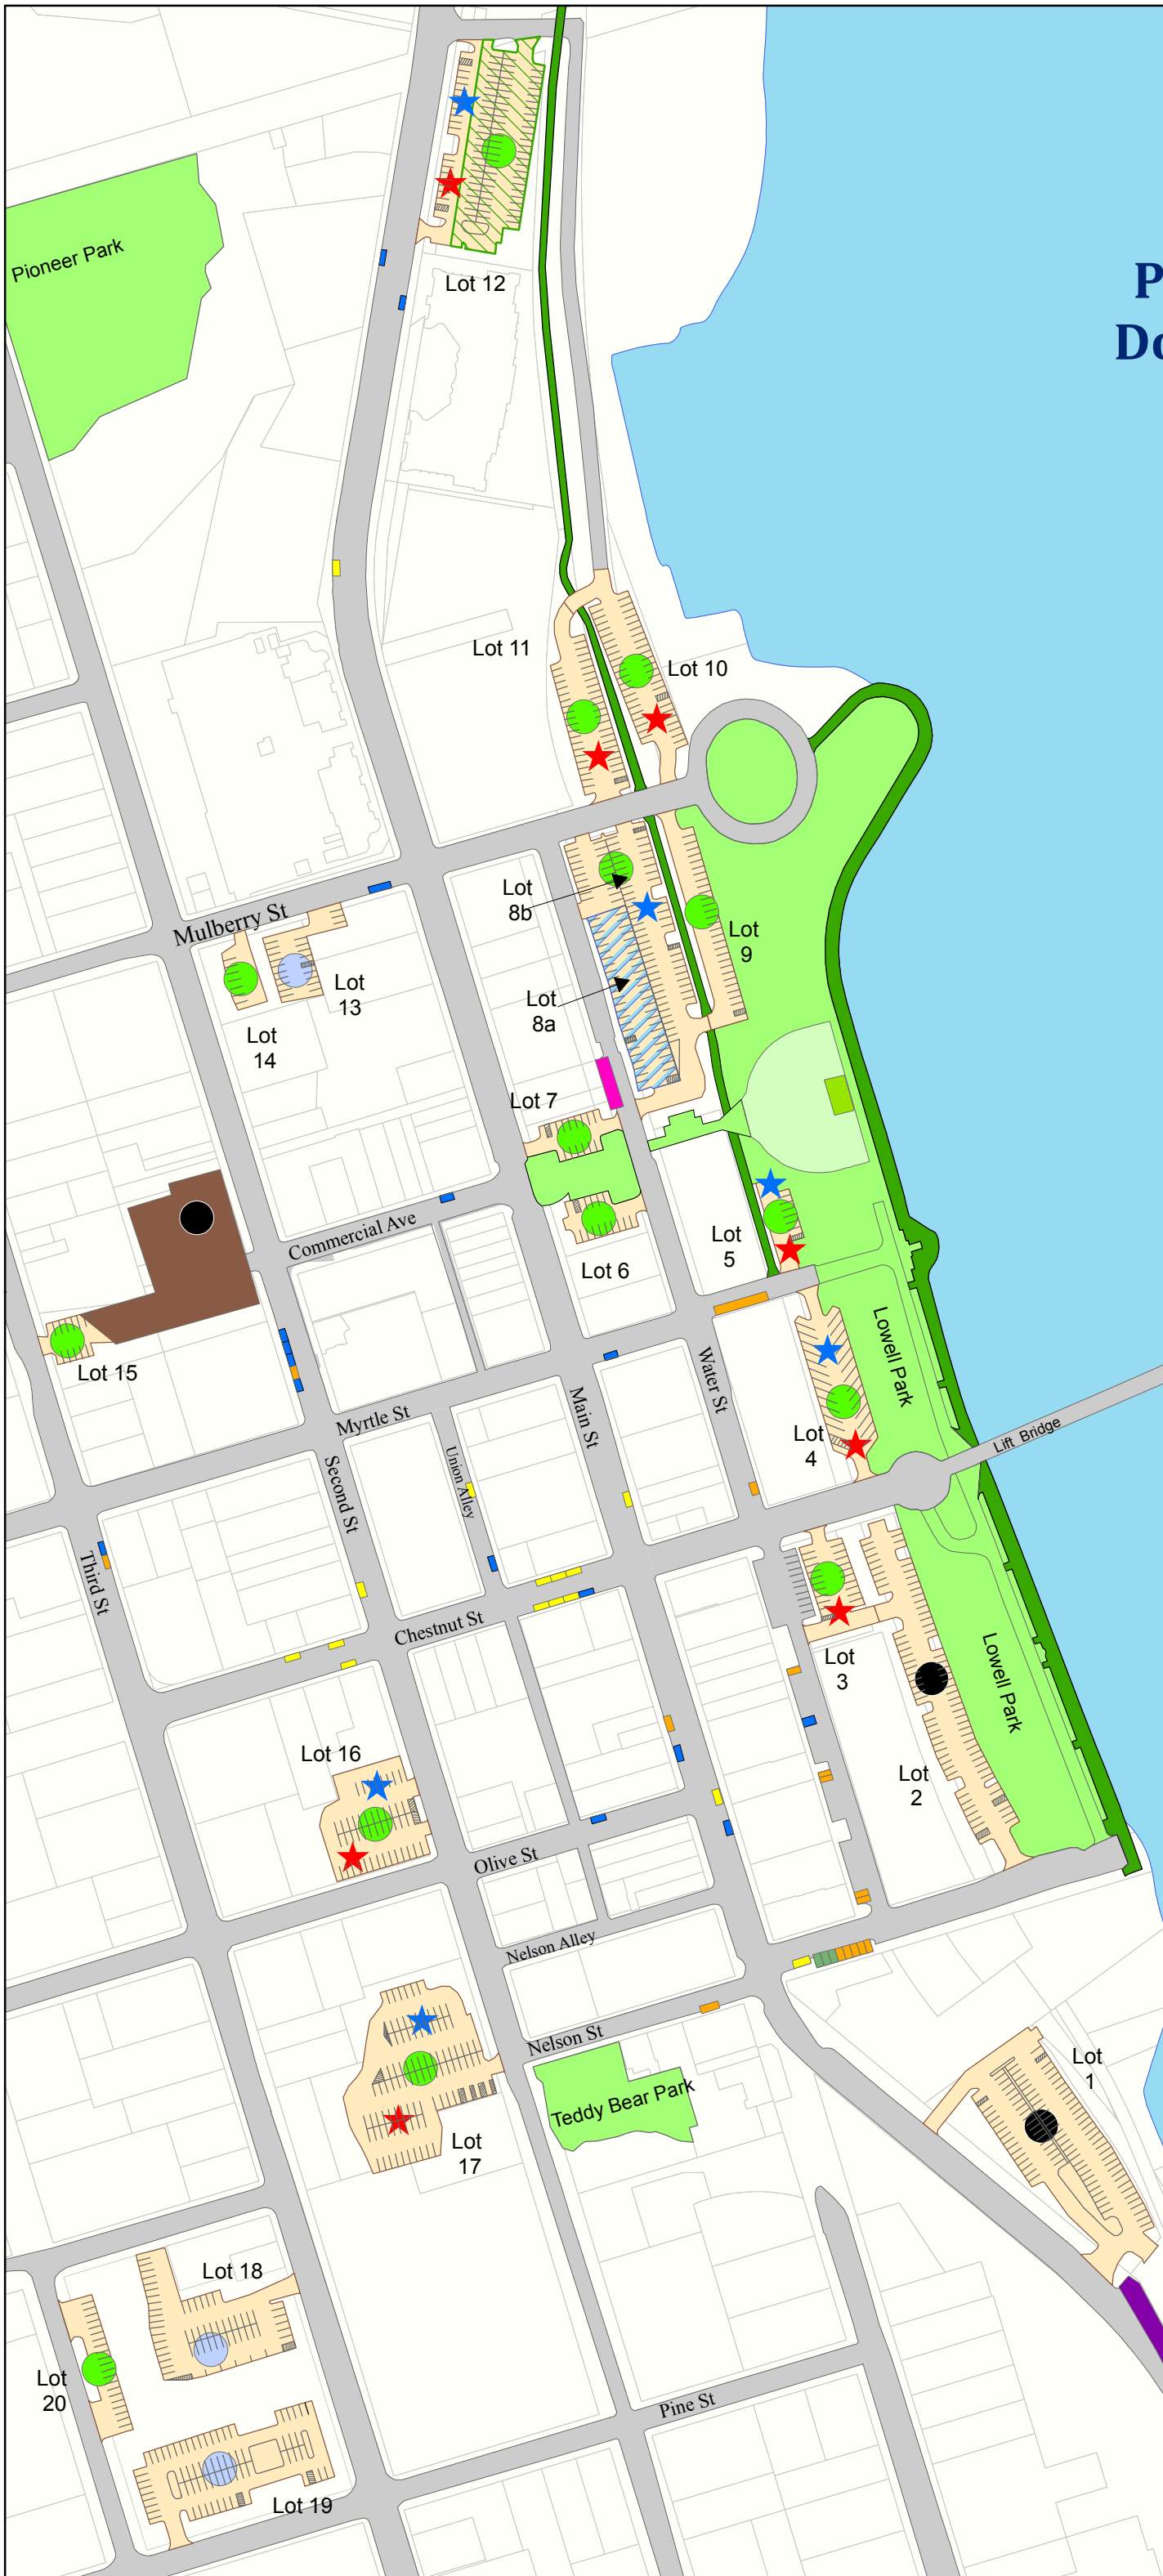 Pioneer Park
P
Do
Lot 12
Lot 11
Lot 10
Lot
8b
Lot
9
Mulberry St
Lot
13
Lot
8a
Lot
14
Lot 7
Commercial Ave
Lot
5
Lot 6
Lot 15
Lowell Park
Water St
Main St
Myrtle St
Lot
4
Lift Bridge
Union Alley
Second St
Third St
Chestnut St
Lot
3
Lowell Park
Lot 16
Lot
2
Olive St
Nelson Alley
Nelson St
Lot
1
Teddy Bear Park
Lot
17
Lot 18
Lot
20
Pine St
Lot 19